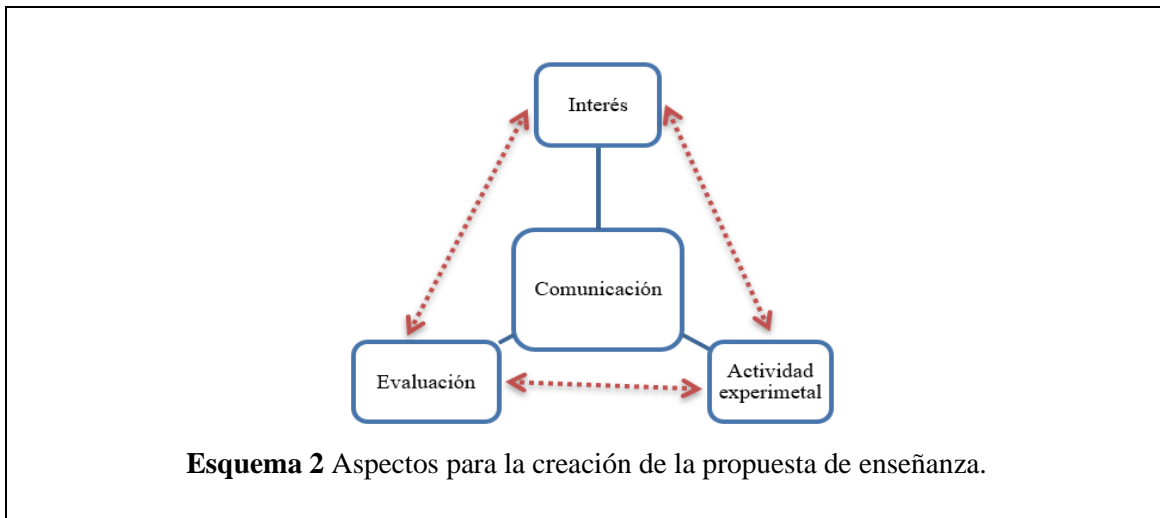 Interés
Comunicación
Evaluación
Actividad
experimetal
Esquema 2 Aspectos para la creación de la propuesta de enseñanza.